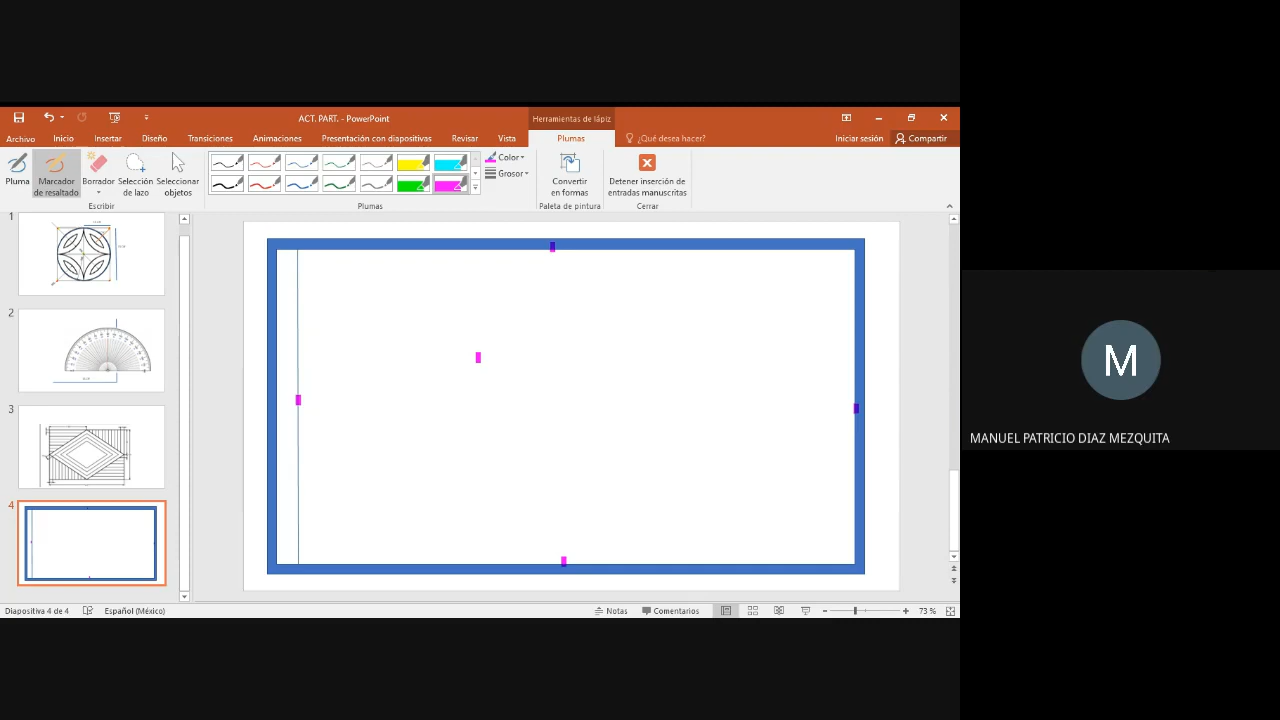 ACT. PART. - PowerPoint
Herramientas de lápiz
Archivo
Inicio
Insertar
Diseño
Transiciones
Animaciones
Presentación con diapositivas
Revisar
Vista
Plumas
¿Qué desea hacer?
Iniciar sesión
Compartir
Pluma
Marcador de resaltado
Borrador
Selección de lazo
Seleccionar objetos
Color
Grosor
Convertir en formas
Detener inserción de entradas manuscritas
Escribir
Plumas
Paleta de pintura
Cerrar
1
2
3
4
M
MANUEL PATRICIO DIAZ MEZQUITA
Diapositiva 4 de 4
Español (México)
Notas
Comentarios
73 %